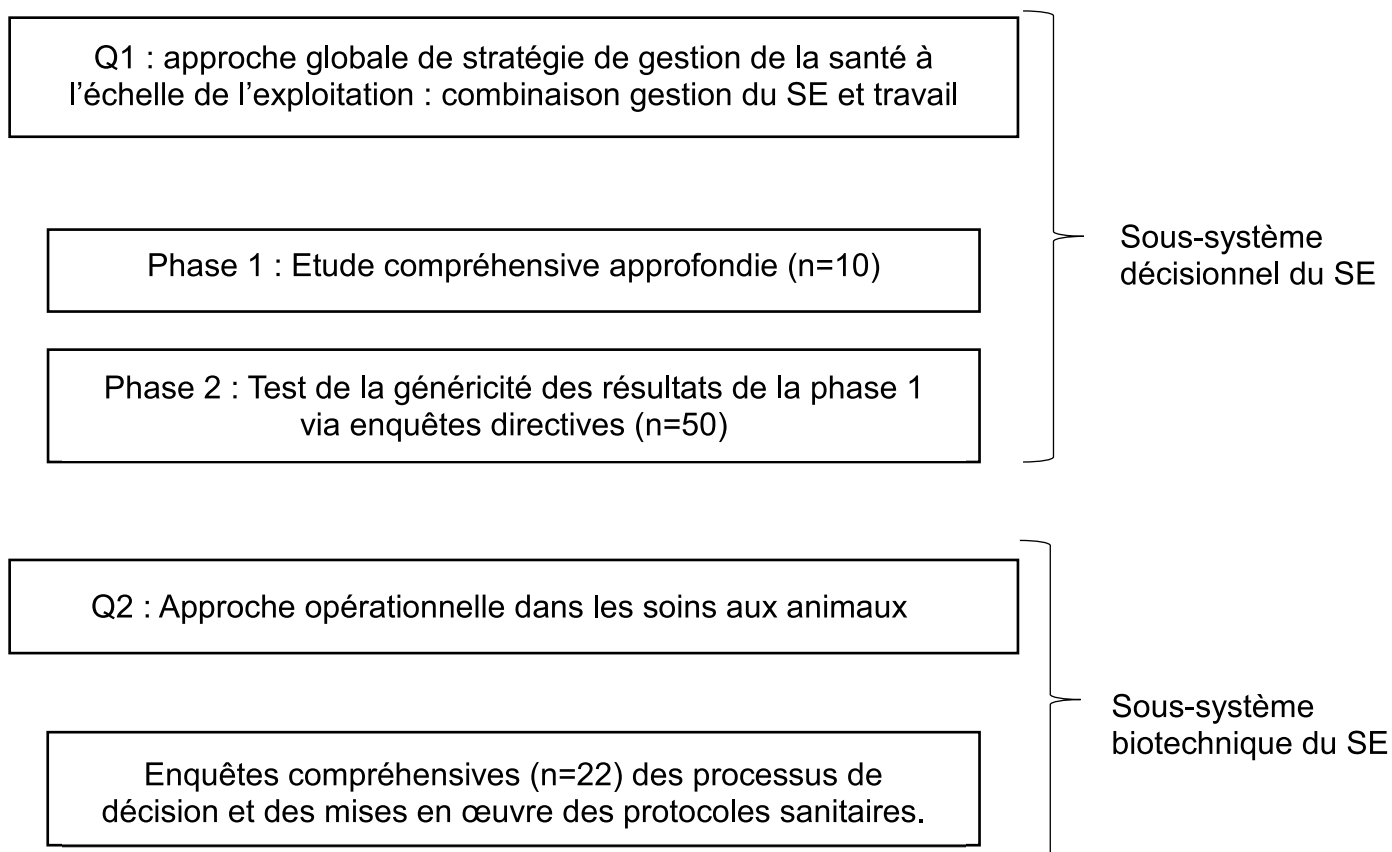 Q1 : approche globale de stratégie de gestion de la santé à
l'échelle de l'exploitation : combinaison gestion du SE et travail
Phase 1 : Etude compréhensive approfondie (n=10)
Phase 2 : Test de la généricité des résultats de la phase 1
via enquêtes directives (n=50)
Sous-système
décisionnel du SE
Q2 : Approche opérationnelle dans les soins aux animaux
Enquêtes compréhensives (n=22) des processus de
décision et des mises en œuvre des protocoles sanitaires.
Sous-système
biotechnique du SE